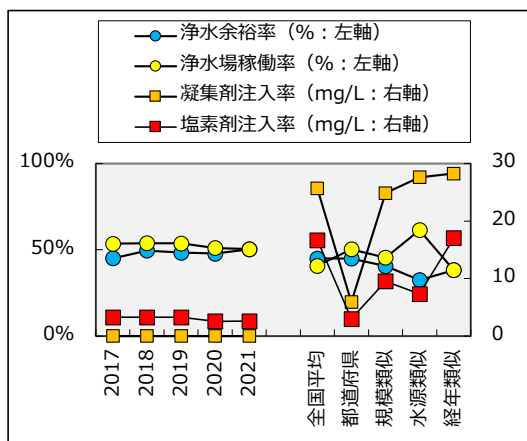 浄水余裕率（%：左軸）
浄水場稼働率（%：左軸）
凝集剤注入率（mg/L：右軸）
塩素剤注入率（mg/L：右軸）
100%
50%
0%
30
20
10
0
2017
2018
2019
2020
2021
全国平均
都道府県
規模類似
水源類似
経年類似